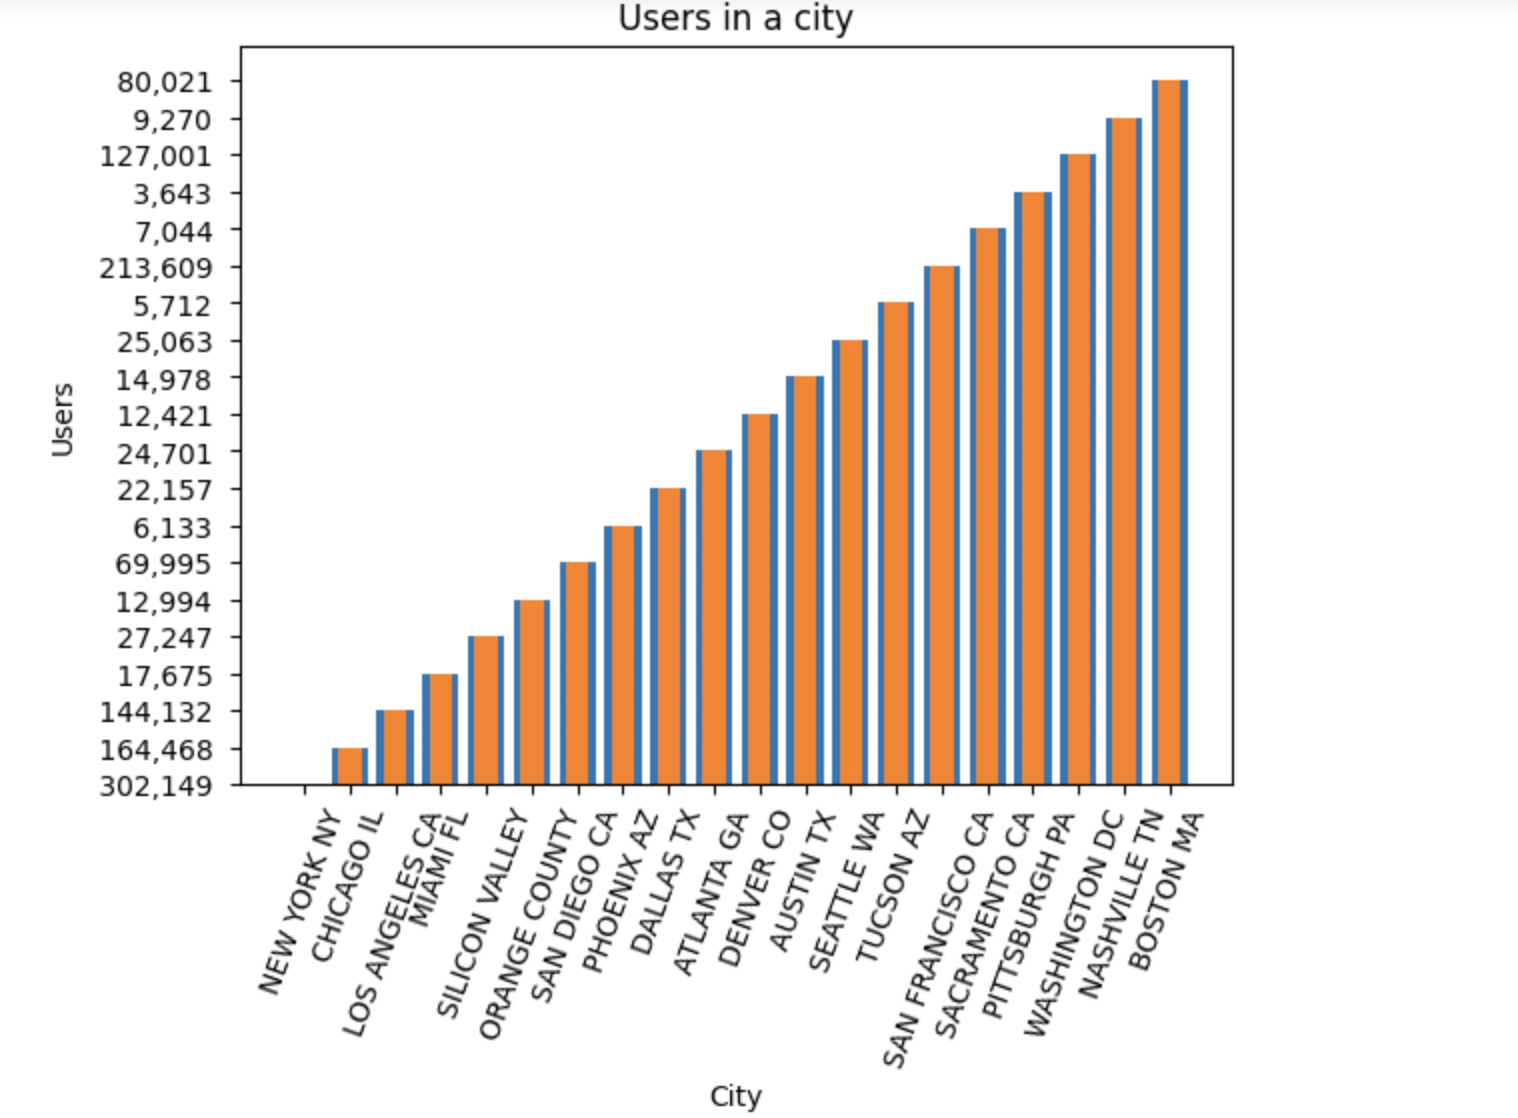 Users in a city
80,021
9,270
127,001
3,643
7,044
213,609
5,712
25,063
14,978
12,421
24,701
22,157
6,133
69,995
12,994
27,247
17,675
144,132
164,468
302,149
Users
NEW YORK NY
CHICAGO IL
LOS ANGELES CA
MIAMI FL
SILICON VALLEY
ORANGE COUNTY
SAN DIEGO CA
PHOENIX AZ
DALLAS TX
ATLANTA GA
DENVER CO
AUSTIN TX
SEATTLE WA
TUCSON AZ
SAN FRANCISCO CA
SACRAMENTO CA
PITTSBURGH PA
WASHINGTON DC
NASHVILLE TN
BOSTON MA
City